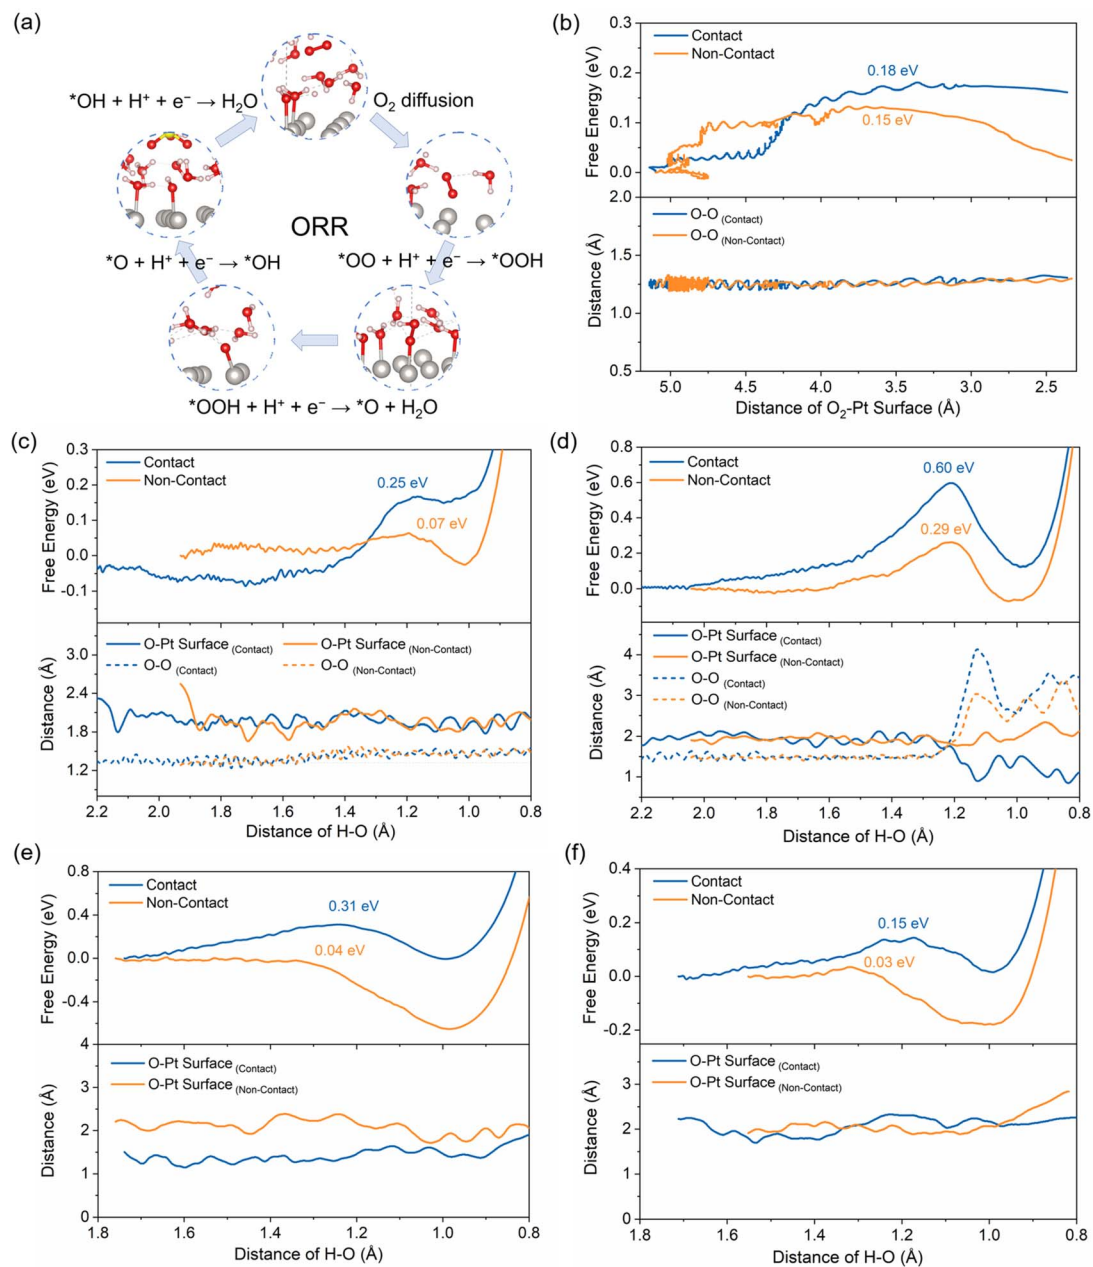 (a)
*OH + H⁺ + e⁻ → H₂O
O₂ diffusion
ORR
*O + H⁺ + e⁻ → *OH
*OO + H⁺ + e⁻ → *OOH
*OOH + H⁺ + e⁻ → *O + H₂O
(b)
Contact
Non-Contact
0.18 eV
0.15 eV
Free Energy (eV)
0.3
0.2
0.1
0.0
O-O (Contact)
O-O (Non-Contact)
Distance (Å)
2.0
1.5
1.0
0.5
5.0 4.5 4.0 3.5 3.0 2.5
Distance of O₂-Pt Surface (Å)
(c)
Contact
Non-Contact
0.25 eV
0.07 eV
Free Energy (eV)
0.3
0.2
0.1
0.0
-0.1
O-Pt Surface (Contact) O-Pt Surface (Non-Contact)
O-O (Contact) O-O (Non-Contact)
Distance (Å)
3.0
2.4
1.8
1.2
2.2 2.0 1.8 1.6 1.4 1.2 1.0 0.8
Distance of H-O (Å)
(d)
Contact
Non-Contact
0.60 eV
0.29 eV
Free Energy (eV)
0.8
0.6
0.4
0.2
0.0
O-Pt Surface (Contact)
O-Pt Surface (Non-Contact)
O-O (Contact)
O-O (Non-Contact)
Distance (Å)
4
3
2
1
2.2 2.0 1.8 1.6 1.4 1.2 1.0 0.8
Distance of H-O (Å)
(e)
Contact
Non-Contact
0.31 eV
0.04 eV
Free Energy (eV)
0.8
0.4
0.0
-0.4
O-Pt Surface (Contact)
O-Pt Surface (Non-Contact)
Distance (Å)
4
3
2
1
0
1.8 1.6 1.4 1.2 1.0 0.8
Distance of H-O (Å)
(f)
Contact
Non-Contact
0.15 eV
0.03 eV
Free Energy (eV)
0.4
0.2
0.0
-0.2
O-Pt Surface (Contact)
O-Pt Surface (Non-Contact)
Distance (Å)
3
2
1
0
1.8 1.6 1.4 1.2 1.0 0.8
Distance of H-O (Å)